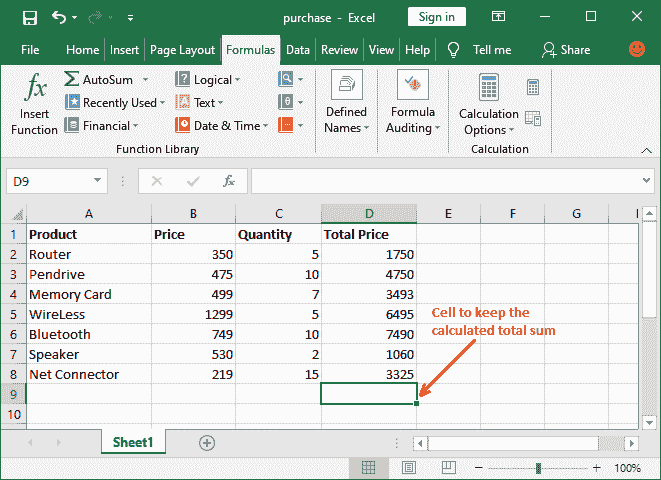 purchase - Excel
Sign in
File Home Insert Page Layout Formulas Data Review View Help Tell me Share
fx
Insert Function
AutoSum
Recently Used
Financial
Logical
Text
Date & Time
θ
Defined Names
Formula Auditing
Calculation Options
Function Library
Calculation
D9
fx
A B C D E F G H
1 Product Price Quantity Total Price
2 Router 350 5 1750
3 Pendrive 475 10 4750
4 Memory Card 499 7 3493
5 WireLess 1299 5 6495
6 Bluetooth 749 10 7490
7 Speaker 530 2 1060
8 Net Connector 219 15 3325
9
10
Cell to keep the
calculated total sum
Sheet1
100%